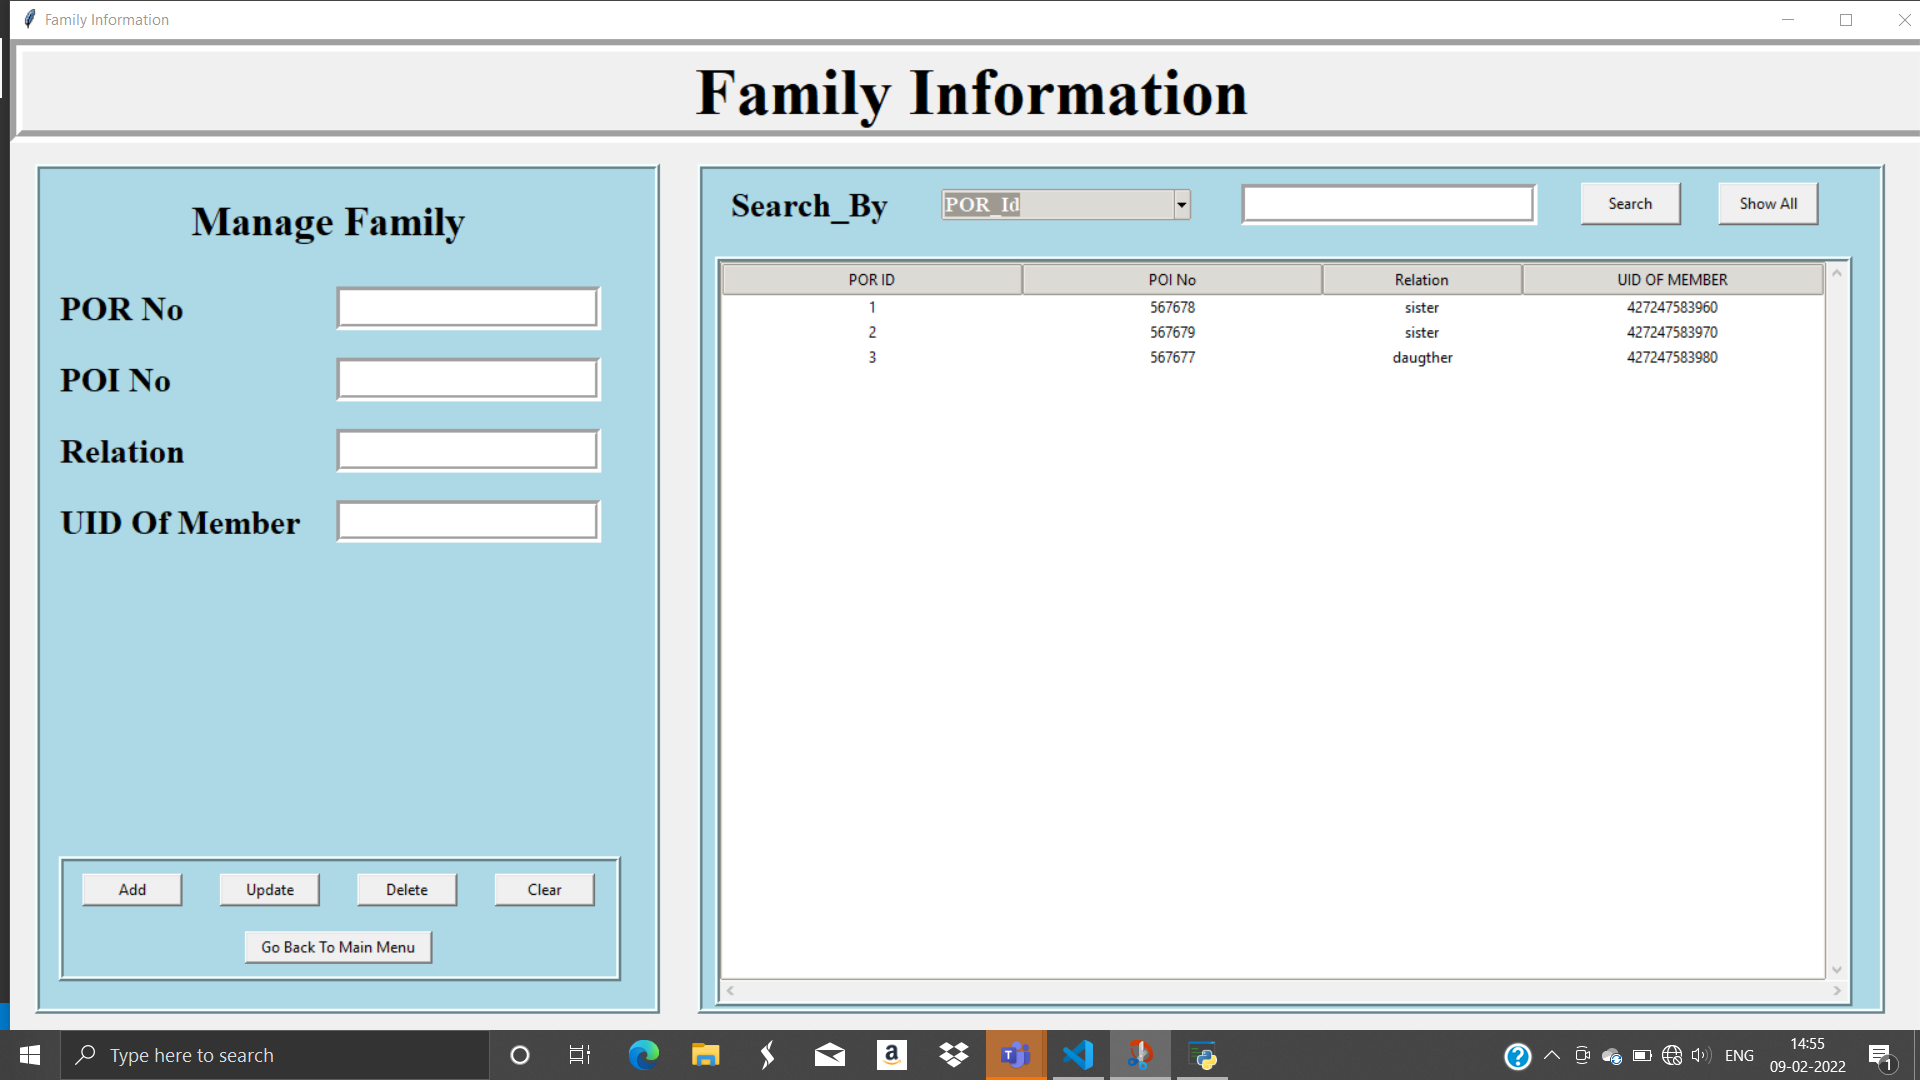 Family Information
Family Information
Manage Family
POR No
POI No
Relation
UID Of Member
Add Update Delete Clear
Go Back To Main Menu
Search_By POR_Id Search Show All
POR ID POI No Relation UID OF MEMBER
1 567678 sister 427247583960
2 567679 sister 427247583970
3 567677 daugther 427247583980
Type here to search
ENG
14:55
09-02-2022
1